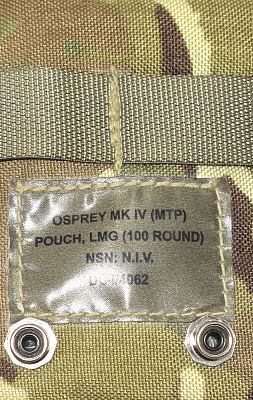 OSPREY MK IV (MTP)
POUCH, LMG (100 ROUND)
NSN: N.I.V.